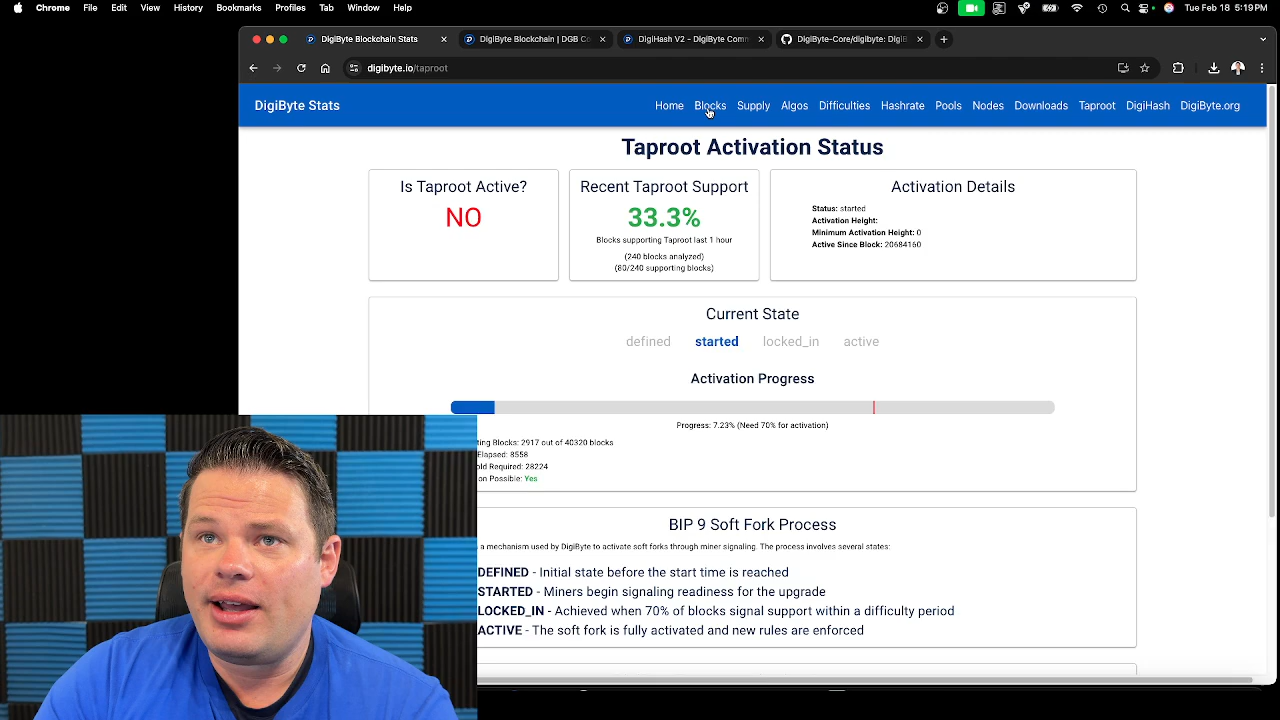 Chrome File Edit View History Bookmarks Profiles Tab Window Help Tue Feb 18 5:19 PM
DigiByte Blockchain Stats DigiByte Blockchain | DGB Co DigiHash V2 - DigiByte Com DigiByte-Core/digibyte: DigiB
digibyte.io/taproot
DigiByte Stats Home Blocks Supply Algos Difficulties Hashrate Pools Nodes Downloads Taproot DigiHash DigiByte.org
Taproot Activation Status
Is Taproot Active?
NO
Recent Taproot Support
33.3%
Blocks supporting Taproot last 1 hour
(240 blocks analyzed)
(80/240 supporting blocks)
Activation Details
Status: started
Activation Height:
Minimum Activation Height: 0
Active Since Block: 20684160
Current State
defined started locked_in active
Activation Progress
Progress: 7.23% (Need 70% for activation)
ting Blocks: 2917 out of 40320 blocks
Elapsed: 8558
old Required: 28224
on Possible: Yes
BIP 9 Soft Fork Process
a mechanism used by DigiByte to activate soft forks through miner signaling. The process involves several states:
DEFINED - Initial state before the start time is reached
STARTED - Miners begin signaling readiness for the upgrade
LOCKED_IN - Achieved when 70% of blocks signal support within a difficulty period
ACTIVE - The soft fork is fully activated and new rules are enforced